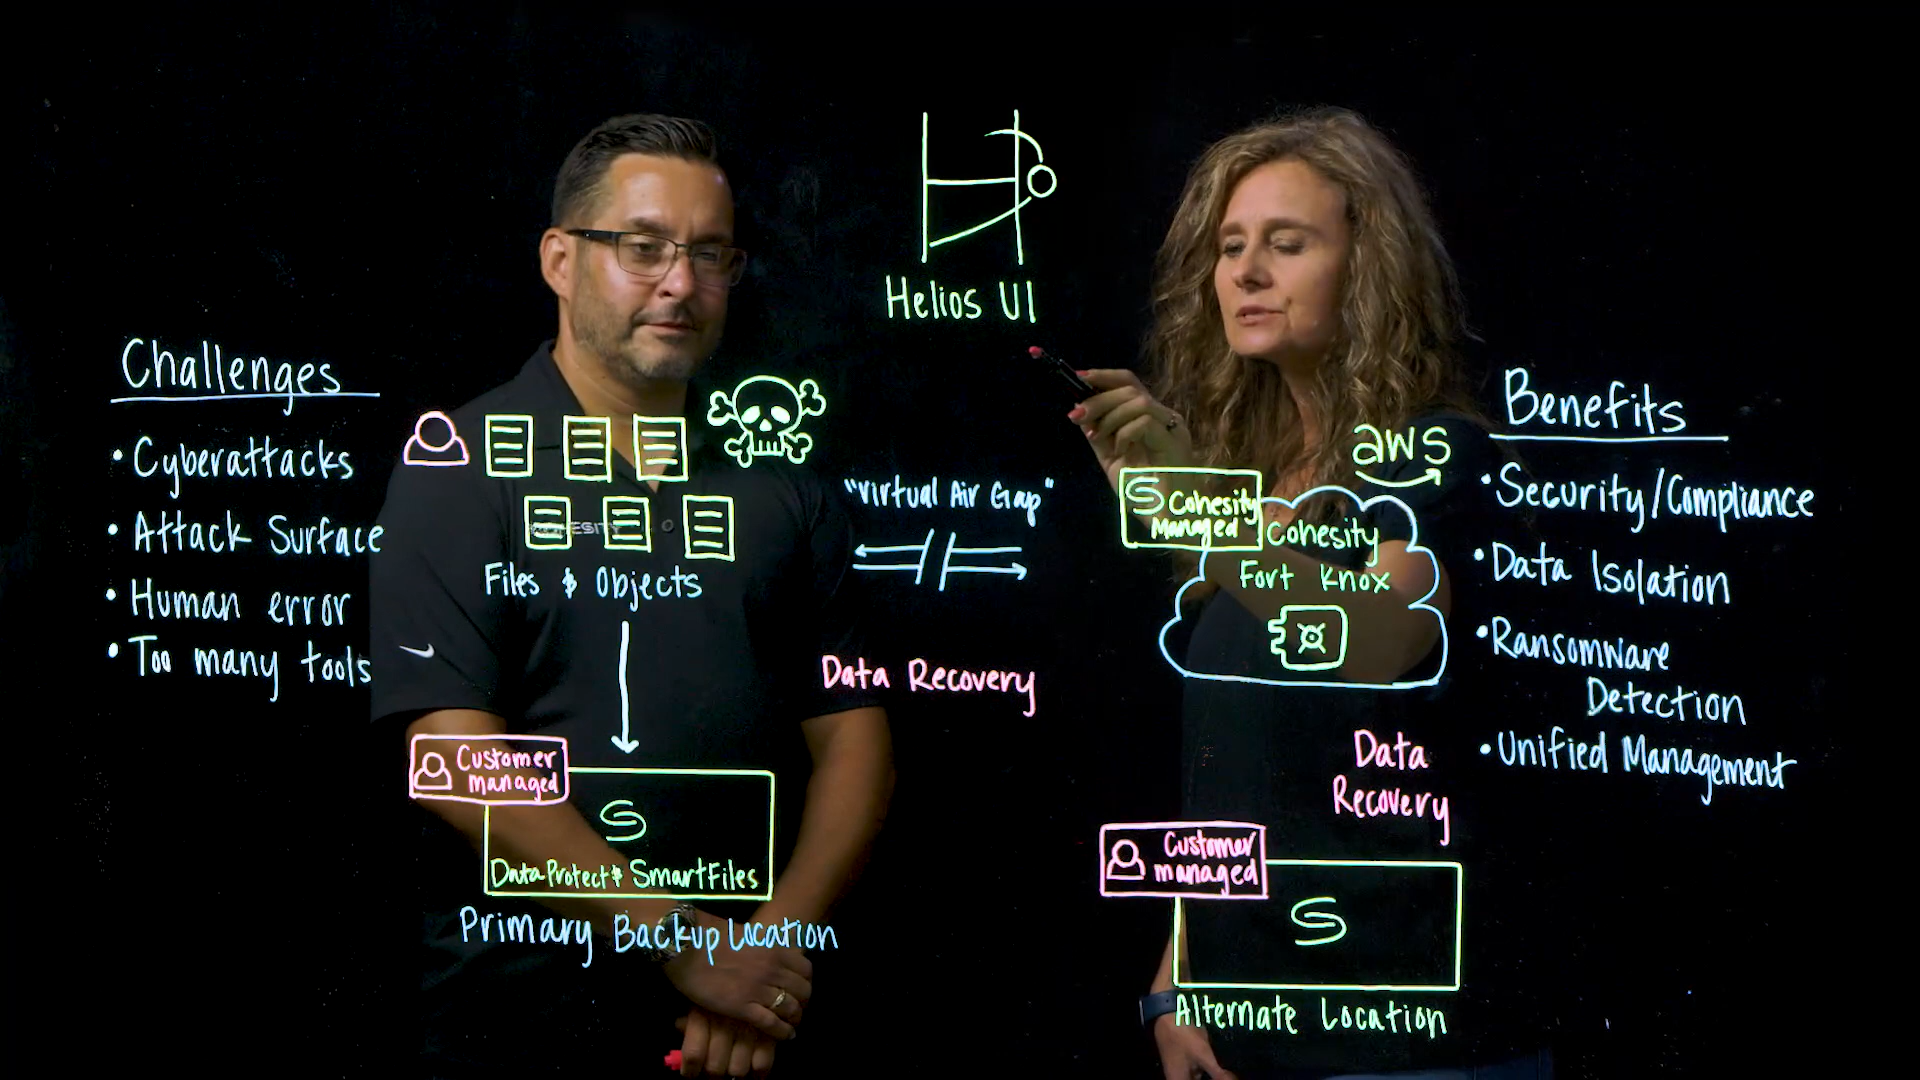 Helios UI
Challenges
• Cyberattacks
• Attack Surface
• Human error
• Too many tools
Files & Objects
COHESITY
Customer
managed
DataProtect & SmartFiles
Primary Backup Location
"Virtual Air Gap"
Data Recovery
aws
Cohesity
Managed
Cohesity
Fort Knox
Data
Recovery
Customer
managed
Alternate Location
Benefits
• Security/Compliance
• Data Isolation
• Ransomware
Detection
• Unified Management